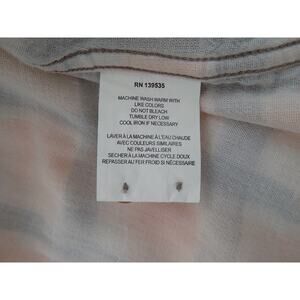 RN 139535
MACHINE WASH WARM WITH
LIKE COLORS
DO NOT BLEACH
TUMBLE DRY LOW
COOL IRON IF NECESSARY
LAVER À LA MACHINE À L'EAU CHAUDE
AVEC COULEURS SIMILAIRES
NE PAS JAVELLISER
SECHER À LA MACHINE CYCLE DOUX
REPASSER AU FER FROID SI NÉCESSAIRE